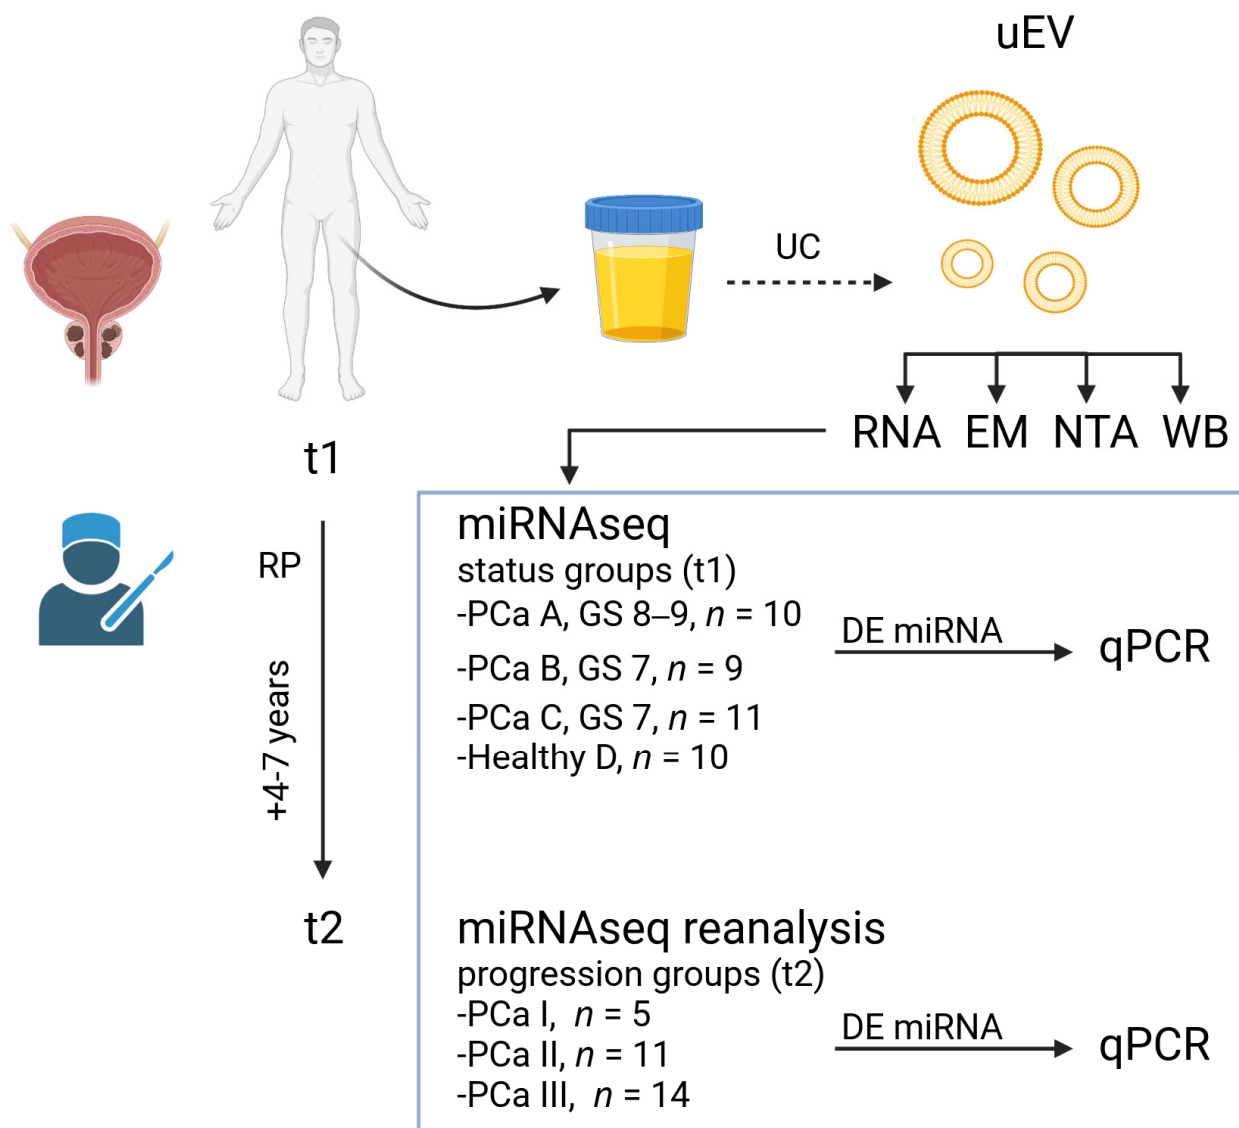 uEV
UC
RNA EM NTA WB
t1
RP
+4-7 years
t2
miRNAseq
status groups (t1)
-PCa A, GS 8–9, n = 10
-PCa B, GS 7, n = 9
-PCa C, GS 7, n = 11
-Healthy D, n = 10
DE miRNA
qPCR
miRNAseq reanalysis
progression groups (t2)
-PCa I, n = 5
-PCa II, n = 11
-PCa III, n = 14
DE miRNA
qPCR